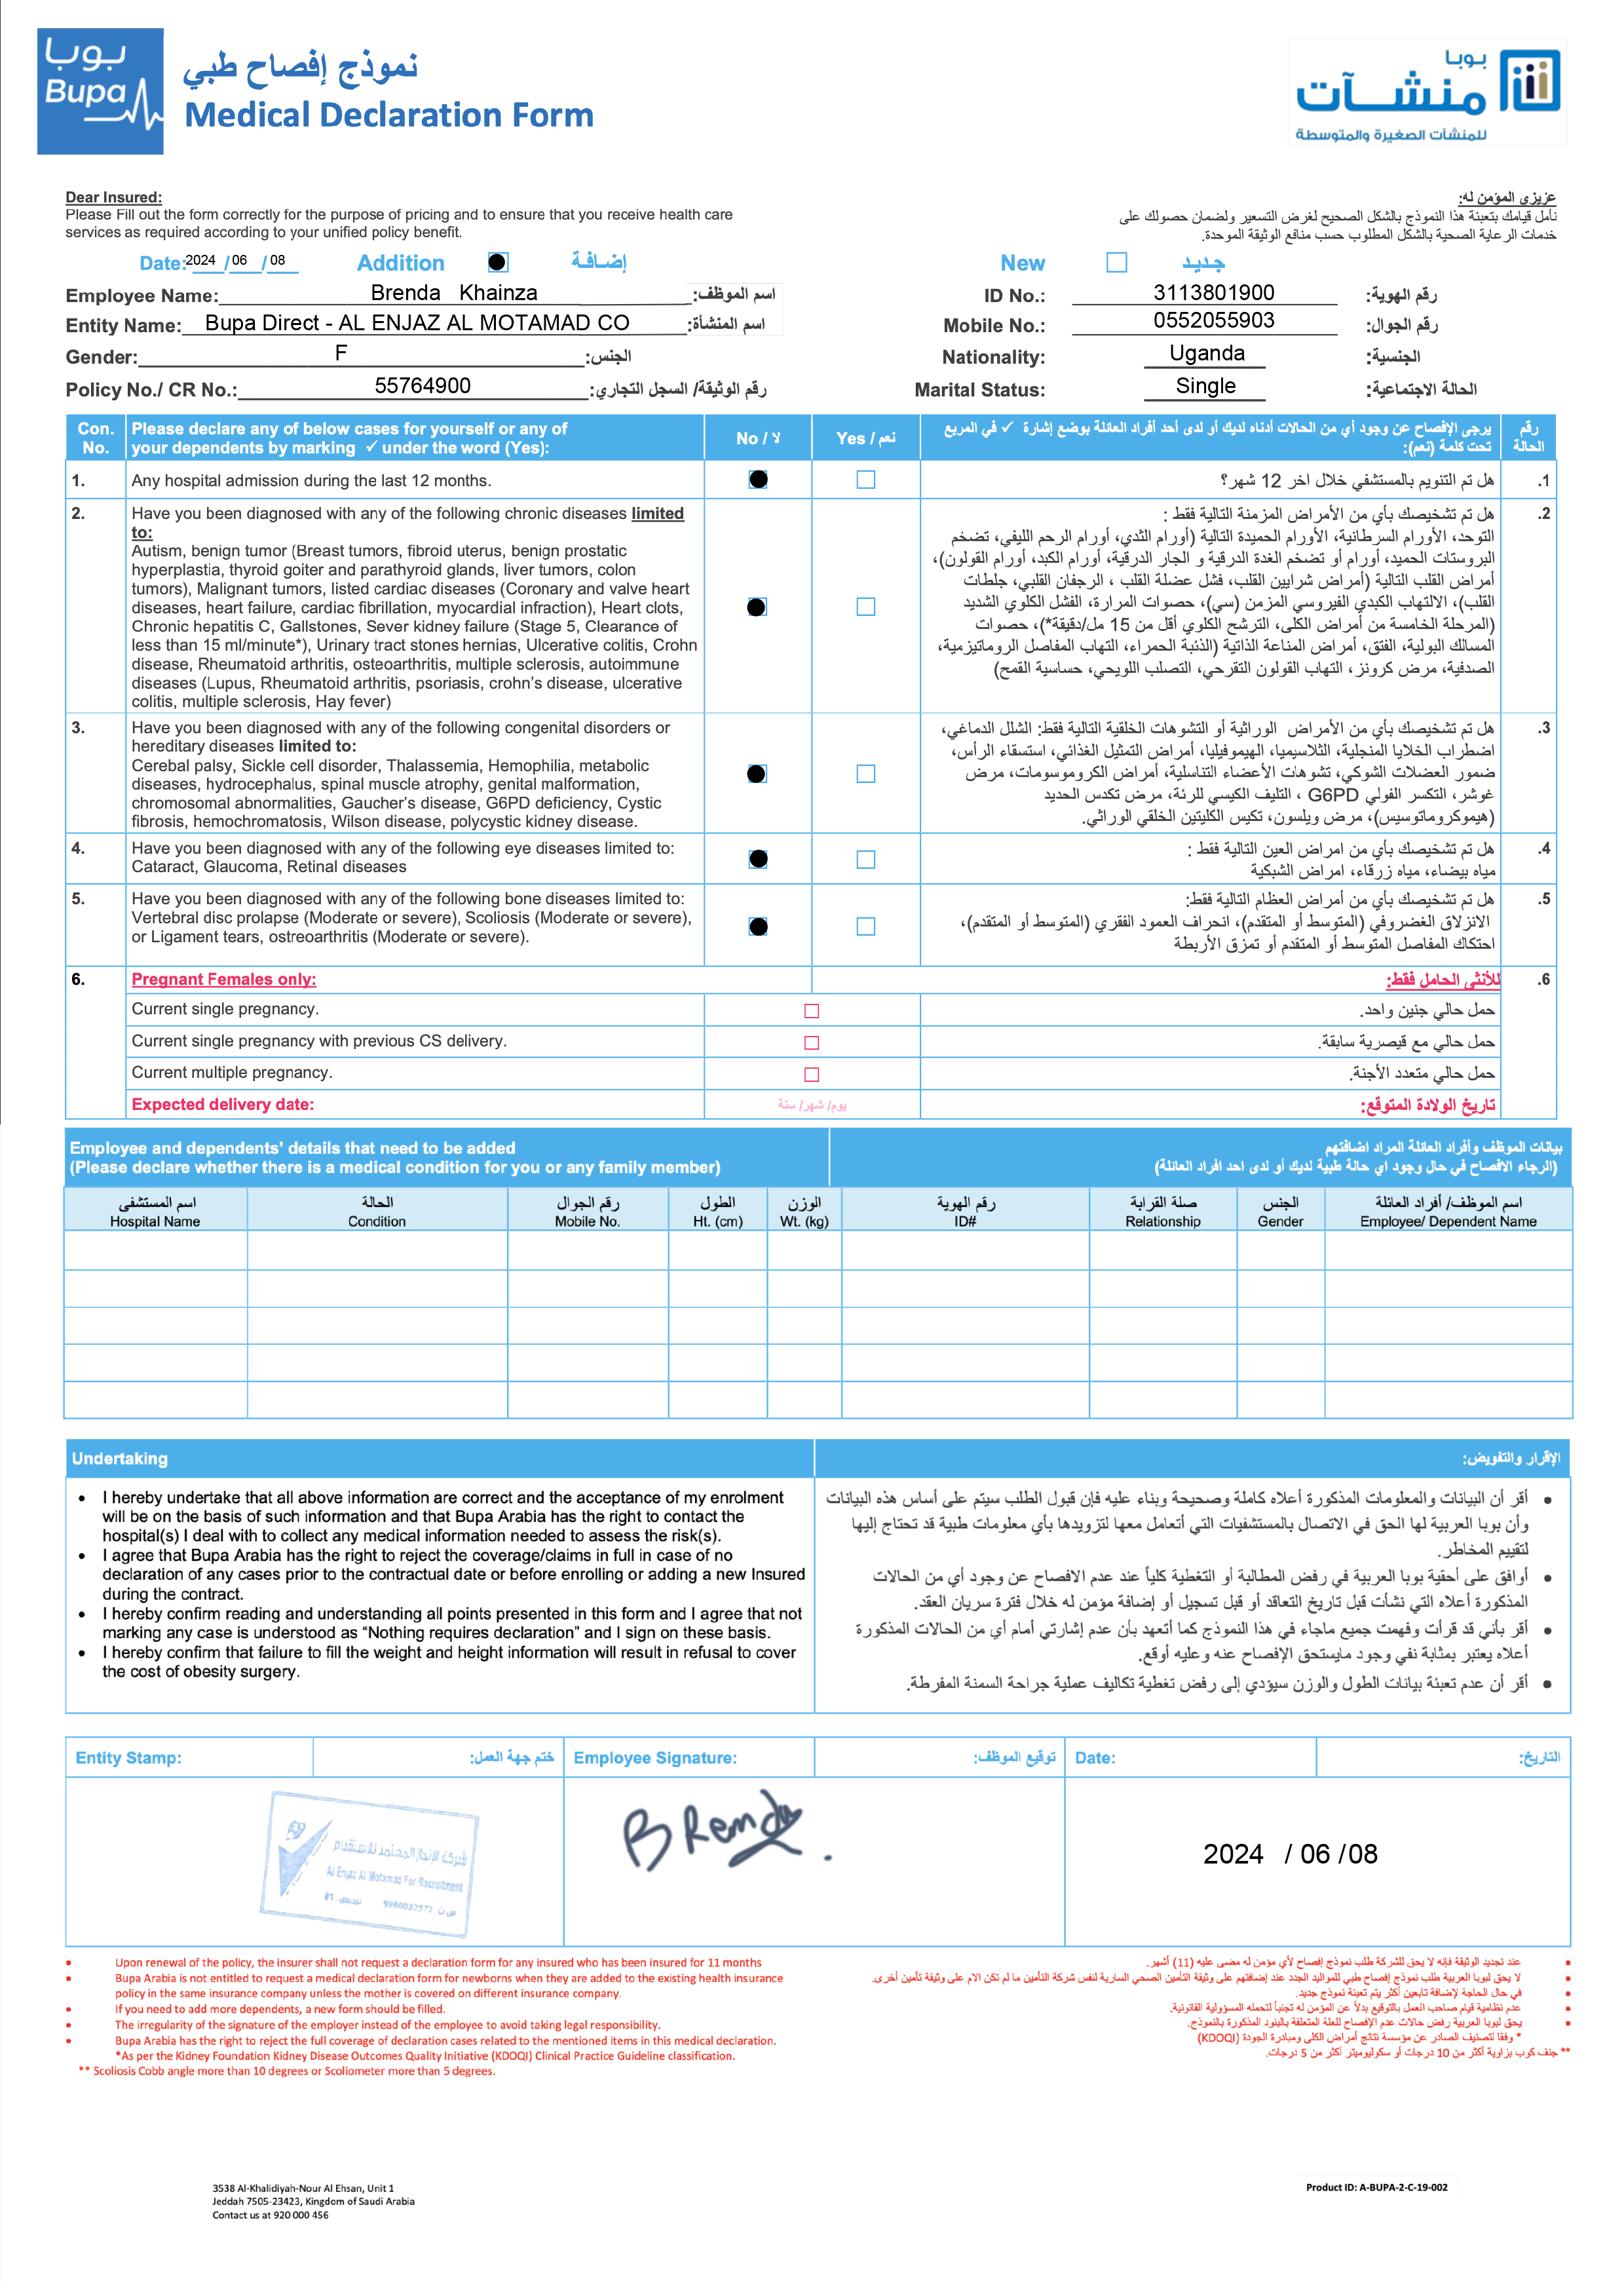 بوبا
Bupa
نموذج إفصاح طبي
Medical Declaration Form
بوبا
منشآت
للمنشآت الصغيرة والمتوسطة
Dear Insured:
Please Fill out the form correctly for the purpose of pricing and to ensure that you receive health care
services as required according to your unified policy benefit.
عزيزي المؤمن له:
نأمل قيامك بتعبئة هذا النموذج بالشكل الصحيح لغرض التسعير ولضمان حصولك على
خدمات الرعاية الصحية بالشكل المطلوب حسب منافع الوثيقة الموحدة.
Date: 2024 / 06 / 08 Addition إضافة New جديد
Employee Name: Brenda Khainza اسم الموظف: ID No.: 3113801900 رقم الهوية:
Entity Name: Bupa Direct - AL ENJAZ AL MOTAMAD CO اسم المنشأة: Mobile No.: 0552055903 رقم الجوال:
Gender: F الجنس: Nationality: Uganda الجنسية:
Policy No./ CR No.: 55764900 رقم الوثيقة/ السجل التجاري: Marital Status: Single الحالة الاجتماعية:
Con. No. Please declare any of below cases for yourself or any of
your dependents by marking ✓ under the word (Yes):
No / لا Yes / نعم
يرجى الإفصاح عن وجود أي من الحالات أدناه لديك أو لدى أحد أفراد العائلة بوضع إشارة ✓ في المربع
تحت كلمة (نعم):
رقم الحالة
1. Any hospital admission during the last 12 months.
هل تم التنويم بالمستشفي خلال اخر 12 شهر؟ .1
2. Have you been diagnosed with any of the following chronic diseases limited
to:
Autism, benign tumor (Breast tumors, fibroid uterus, benign prostatic
hyperplastia, thyroid goiter and parathyroid glands, liver tumors, colon
tumors), Malignant tumors, listed cardiac diseases (Coronary and valve heart
diseases, heart failure, cardiac fibrillation, myocardial infraction), Heart clots,
Chronic hepatitis C, Gallstones, Sever kidney failure (Stage 5, Clearance of
less than 15 ml/minute*), Urinary tract stones hernias, Ulcerative colitis, Crohn
disease, Rheumatoid arthritis, osteoarthritis, multiple sclerosis, autoimmune
diseases (Lupus, Rheumatoid arthritis, psoriasis, crohn's disease, ulcerative
colitis, multiple sclerosis, Hay fever)
هل تم تشخيصك بأي من الأمراض المزمنة التالية فقط : .2
التوحد، الأورام السرطانية، الأورام الحميدة التالية (أورام الثدي، أورام الرحم الليفي، تضخم
البروستات الحميد، أورام أو تضخم الغدة الدرقية و الجار الدرقية، أورام الكبد، أورام القولون)،
أمراض القلب التالية (أمراض شرايين القلب، فشل عضلة القلب ، الرجفان القلبي، جلطات
القلب)، الالتهاب الكبدي الفيروسي المزمن (سي)، حصوات المرارة، الفشل الكلوي الشديد
(المرحلة الخامسة من أمراض الكلى، الترشح الكلوي أقل من 15 مل/دقيقة*)، حصوات
المسالك البولية، الفتق، أمراض المناعة الذاتية (الذئبة الحمراء، التهاب المفاصل الروماتيزمية،
الصدفية، مرض كرونز، التهاب القولون التقرحي، التصلب اللويحي، حساسية القمح)
3. Have you been diagnosed with any of the following congenital disorders or
hereditary diseases limited to:
Cerebal palsy, Sickle cell disorder, Thalassemia, Hemophilia, metabolic
diseases, hydrocephalus, spinal muscle atrophy, genital malformation,
chromosomal abnormalities, Gaucher's disease, G6PD deficiency, Cystic
fibrosis, hemochromatosis, Wilson disease, polycystic kidney disease.
هل تم تشخيصك بأي من الأمراض الوراثية أو التشوهات الخلقية التالية فقط: الشلل الدماغي، .3
اضطراب الخلايا المنجلية، الثلاسيميا، الهيموفيليا، أمراض التمثيل الغذائي، استسقاء الرأس،
ضمور العضلات الشوكي، تشوهات الأعضاء التناسلية، أمراض الكروموسومات، مرض
غوشر، التكسر الفولي G6PD ، التليف الكيسي للرئة، مرض تكدس الحديد
(هيموكروماتوسيس)، مرض ويلسون، تكيس الكليتين الخلقي الوراثي.
4. Have you been diagnosed with any of the following eye diseases limited to:
Cataract, Glaucoma, Retinal diseases
هل تم تشخيصك بأي من امراض العين التالية فقط : .4
مياه بيضاء، مياه زرقاء، امراض الشبكية
5. Have you been diagnosed with any of the following bone diseases limited to:
Vertebral disc prolapse (Moderate or severe), Scoliosis (Moderate or severe),
or Ligament tears, ostreoarthritis (Moderate or severe).
هل تم تشخيصك بأي من أمراض العظام التالية فقط: .5
الانزلاق الغضروفي (المتوسط أو المتقدم)، انحراف العمود الفقري (المتوسط أو المتقدم)،
احتكاك المفاصل المتوسط أو المتقدم أو تمزق الأربطة
6. Pregnant Females only: للأنثى الحامل فقط: .6
Current single pregnancy. حمل حالي جنين واحد.
Current single pregnancy with previous CS delivery. حمل حالي مع قيصرية سابقة.
Current multiple pregnancy. حمل حالي متعدد الأجنة.
Expected delivery date: يوم/ شهر/ سنة تاريخ الولادة المتوقع:
Employee and dependents' details that need to be added
(Please declare whether there is a medical condition for you or any family member)
بيانات الموظف وأفراد العائلة المراد اضافتهم
(الرجاء الافصاح في حال وجود اي حالة طبية لديك أو لدى احد افراد العائلة)
اسم المستشفى الحالة رقم الجوال الطول الوزن رقم الهوية صلة القرابة الجنس اسم الموظف/ أفراد العائلة
Hospital Name Condition Mobile No. Ht. (cm) Wt. (kg) ID# Relationship Gender Employee/ Dependent Name
Undertaking الإقرار والتفويض:
• I hereby undertake that all above information are correct and the acceptance of my enrolment
will be on the basis of such information and that Bupa Arabia has the right to contact the
hospital(s) I deal with to collect any medical information needed to assess the risk(s).
• I agree that Bupa Arabia has the right to reject the coverage/claims in full in case of no
declaration of any cases prior to the contractual date or before enrolling or adding a new Insured
during the contract.
• I hereby confirm reading and understanding all points presented in this form and I agree that not
marking any case is understood as “Nothing requires declaration” and I sign on these basis.
• I hereby confirm that failure to fill the weight and height information will result in refusal to cover
the cost of obesity surgery.
• أقر أن البيانات والمعلومات المذكورة أعلاه كاملة وصحيحة وبناء عليه فإن قبول الطلب سيتم على أساس هذه البيانات
وأن بوبا العربية لها الحق في الاتصال بالمستشفيات التي أتعامل معها لتزويدها بأي معلومات طبية قد تحتاج إليها
لتقييم المخاطر.
• أوافق على أحقية بوبا العربية في رفض المطالبة أو التغطية كلياً عند عدم الافصاح عن وجود أي من الحالات
المذكورة أعلاه التي نشأت قبل تاريخ التعاقد أو قبل تسجيل أو إضافة مؤمن له خلال فترة سريان العقد.
• أقر بأني قد قرأت وفهمت جميع ماجاء في هذا النموذج كما أتعهد بأن عدم إشارتي أمام أي من الحالات المذكورة
أعلاه يعتبر بمثابة نفي وجود مايستحق الإفصاح عنه وعليه أوقع.
• أقر أن عدم تعبئة بيانات الطول والوزن سيؤدي إلى رفض تغطية تكاليف عملية جراحة السمنة المفرطة.
Entity Stamp: ختم جهة العمل: Employee Signature: توقيع الموظف: Date: التاريخ:
شركة الإنجاز المعتمد للاستقدام
Al Enjaz Al Motamad For Recruitment
BRenda
2024 / 06 /08
• Upon renewal of the policy, the insurer shall not request a declaration form for any insured who has been insured for 11 months
• Bupa Arabia is not entitled to request a medical declaration form for newborns when they are added to the existing health insurance
policy in the same insurance company unless the mother is covered on different insurance company.
• If you need to add more dependents, a new form should be filled.
• The irregularity of the signature of the employer instead of the employee to avoid taking legal responsibility.
• Bupa Arabia has the right to reject the full coverage of declaration cases related to the mentioned items in this medical declaration.
*As per the Kidney Foundation Kidney Disease Outcomes Quality Initiative (KDOQI) Clinical Practice Guideline classification.
** Scoliosis Cobb angle more than 10 degrees or Scoliometer more than 5 degrees.
• عند تجديد الوثيقة فإنه لا يحق للشركة طلب نموذج إفصاح لأي مؤمن له مضى عليه (11) أشهر.
• لا يحق لبوبا العربية طلب نموذج إفصاح طبي للمواليد الجدد عند إضافتهم على وثيقة التأمين الصحي السارية لنفس شركة التأمين ما لم تكن الام على وثيقة تأمين أخرى.
• في حال الحاجة لإضافة تابعين أكثر يتم تعبئة نموذج جديد.
• عدم نظامية قيام صاحب العمل بالتوقيع بدلاً عن المؤمن له تجنباً لتحمله المسؤولية القانونية.
• يحق لبوبا العربية رفض حالات عدم الإفصاح للعلة المتعلقة بالبنود المذكورة بالنموذج.
* وفقا لتصنيف الصادر عن مؤسسة نتائج أمراض الكلى ومبادرة الجودة (KDOQI)
** جنف كوب بزاوية أكثر من 10 درجات أو سكوليوميتر أكثر من 5 درجات.
3538 Al-Khalidiyah-Nour Al Ehsan, Unit 1
Jeddah 7505-23423, Kingdom of Saudi Arabia
Contact us at 920 000 456
Product ID: A-BUPA-2-C-19-002